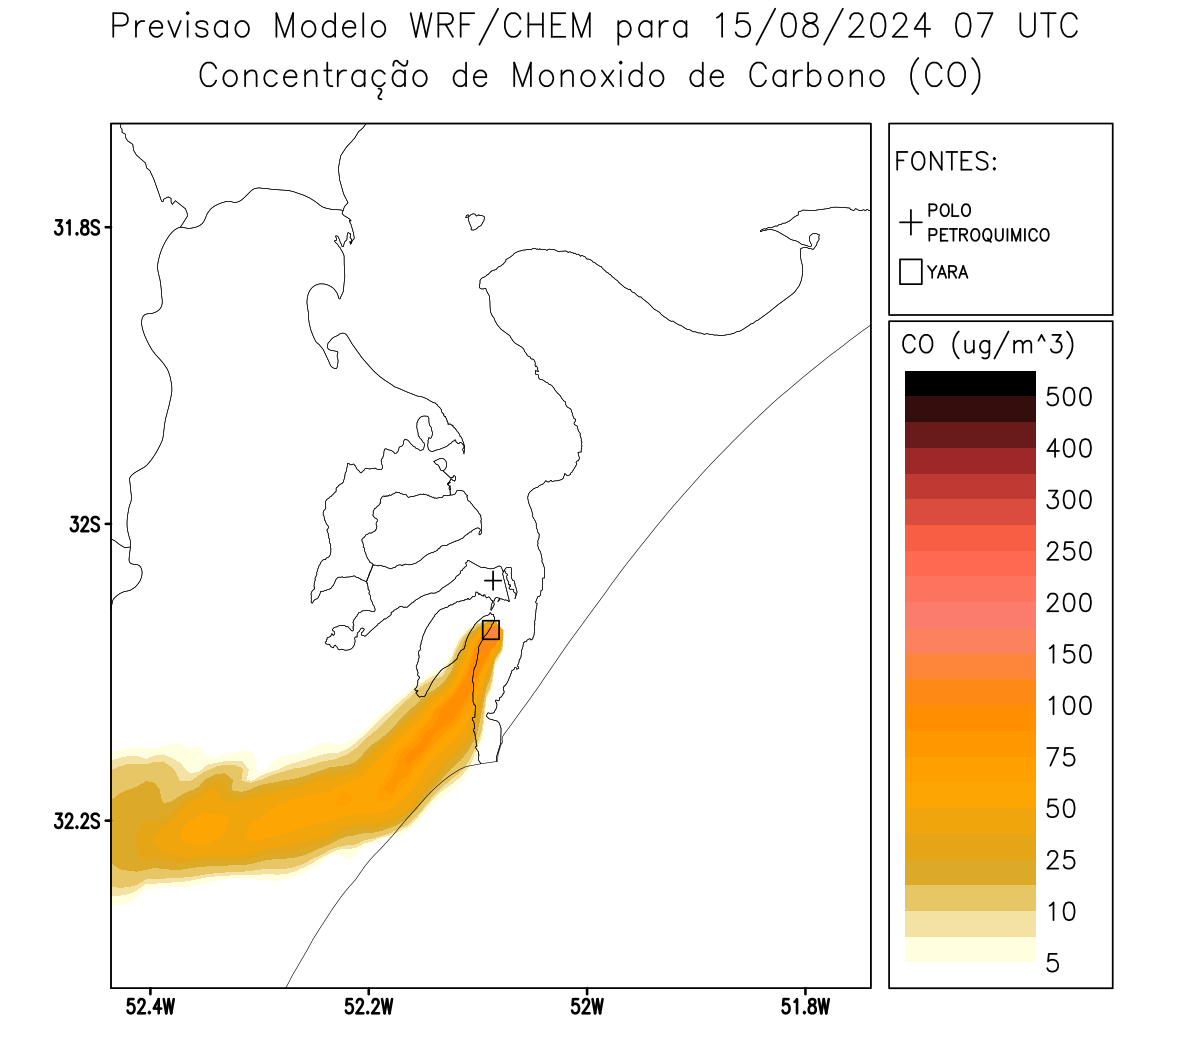 Previsao Modelo WRF/CHEM para 15/08/2024 07 UTC
Concentração de Monoxido de Carbono (CO)
FONTES:
POLO
PETROQUIMICO
YARA
CO (ug/m^3)
500
400
300
250
200
150
100
75
50
25
10
5
31.8S
32S
32.2S
52.4W
52.2W
52W
51.8W